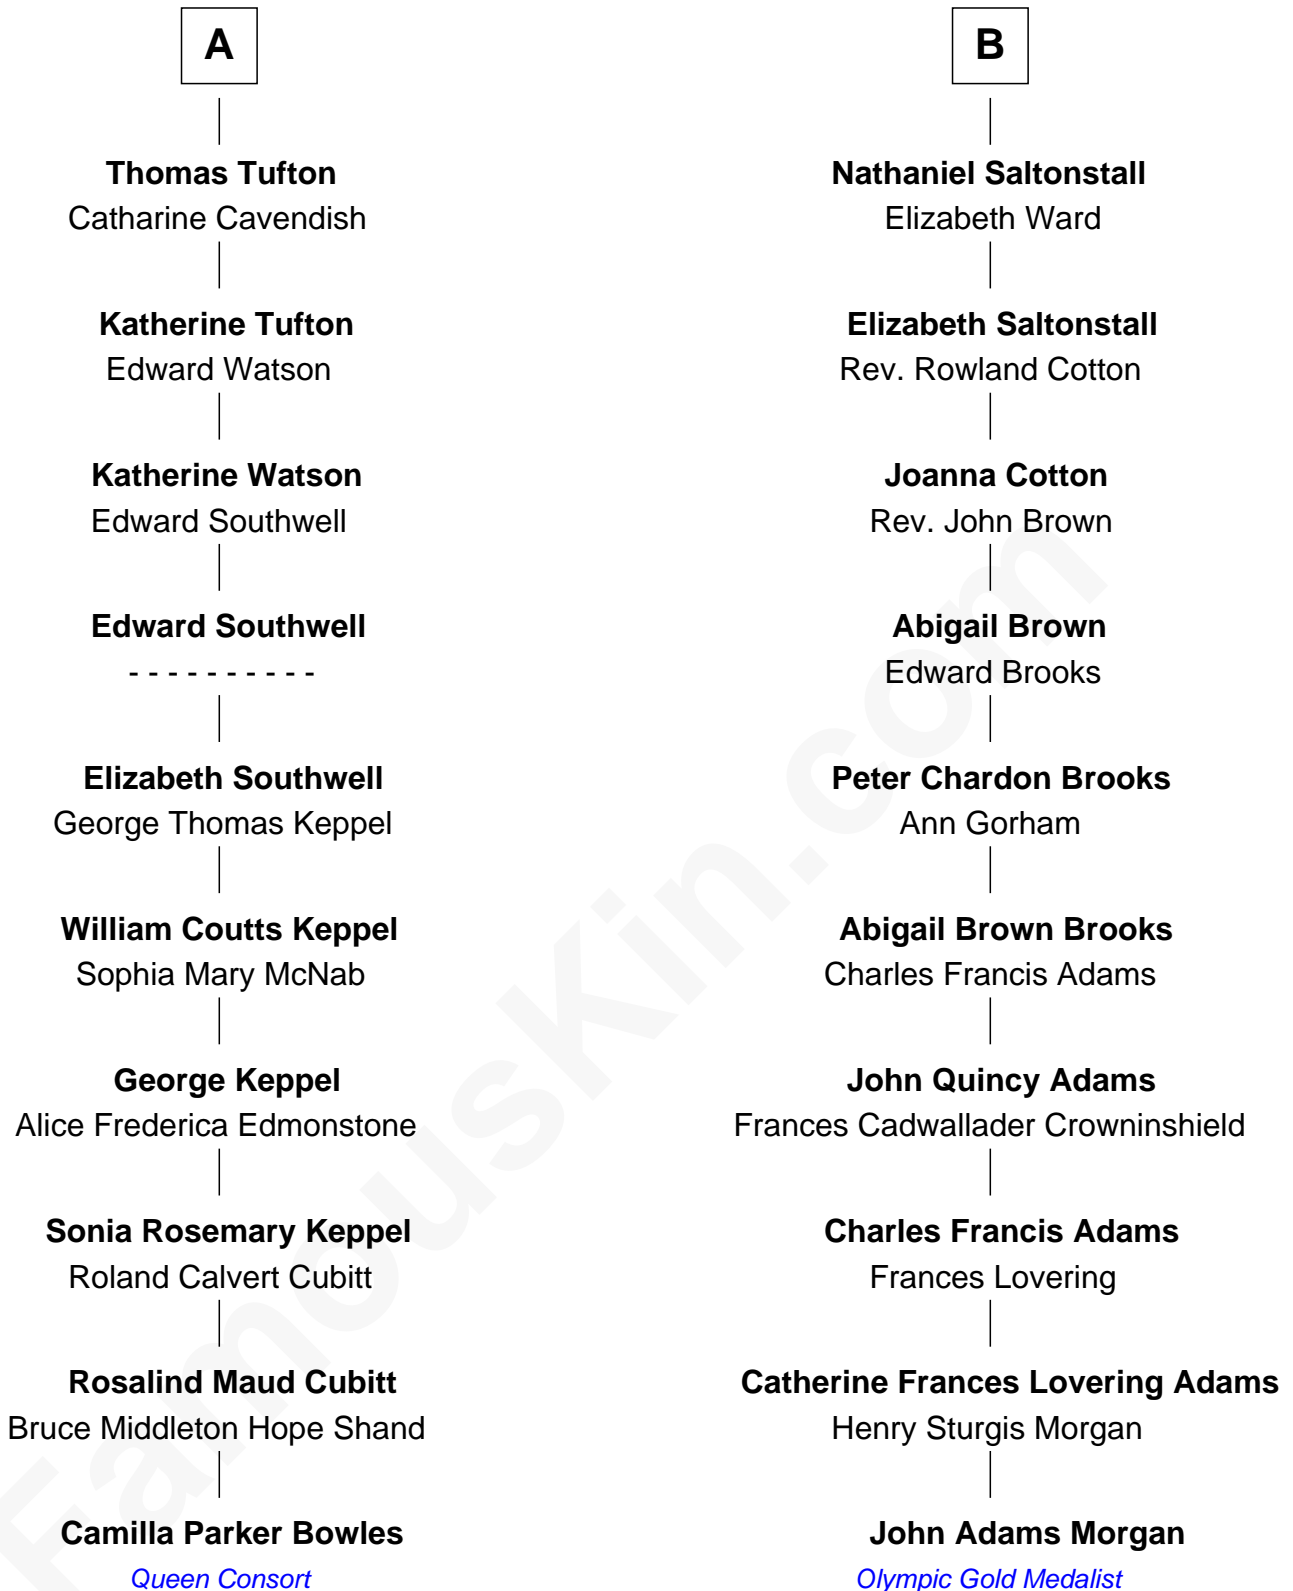 A
Thomas Tufton
Catharine Cavendish
Katherine Tufton
Edward Watson
Katherine Watson
Edward Southwell
Edward Southwell
- - - - - - - - - -
Elizabeth Southwell
George Thomas Keppel
William Coutts Keppel
Sophia Mary McNab
George Keppel
Alice Frederica Edmonstone
Sonia Rosemary Keppel
Roland Calvert Cubitt
Rosalind Maud Cubitt
Bruce Middleton Hope Shand
Camilla Parker Bowles
Queen Consort
B
Nathaniel Saltonstall
Elizabeth Ward
Elizabeth Saltonstall
Rev. Rowland Cotton
Joanna Cotton
Rev. John Brown
Abigail Brown
Edward Brooks
Peter Chardon Brooks
Ann Gorham
Abigail Brown Brooks
Charles Francis Adams
John Quincy Adams
Frances Cadwallader Crowninshield
Charles Francis Adams
Frances Lovering
Catherine Frances Lovering Adams
Henry Sturgis Morgan
John Adams Morgan
Olympic Gold Medalist
FamousKin.com